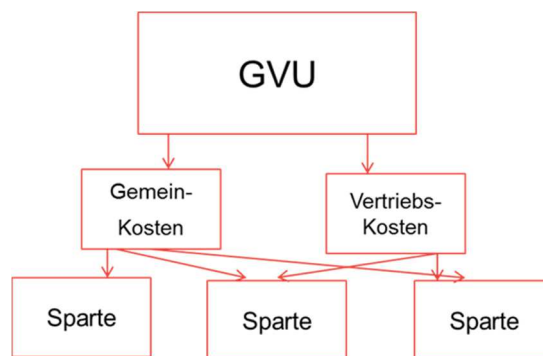 GVU
Gemein-
Kosten
Vertriebs-
Kosten
Sparte
Sparte
Sparte